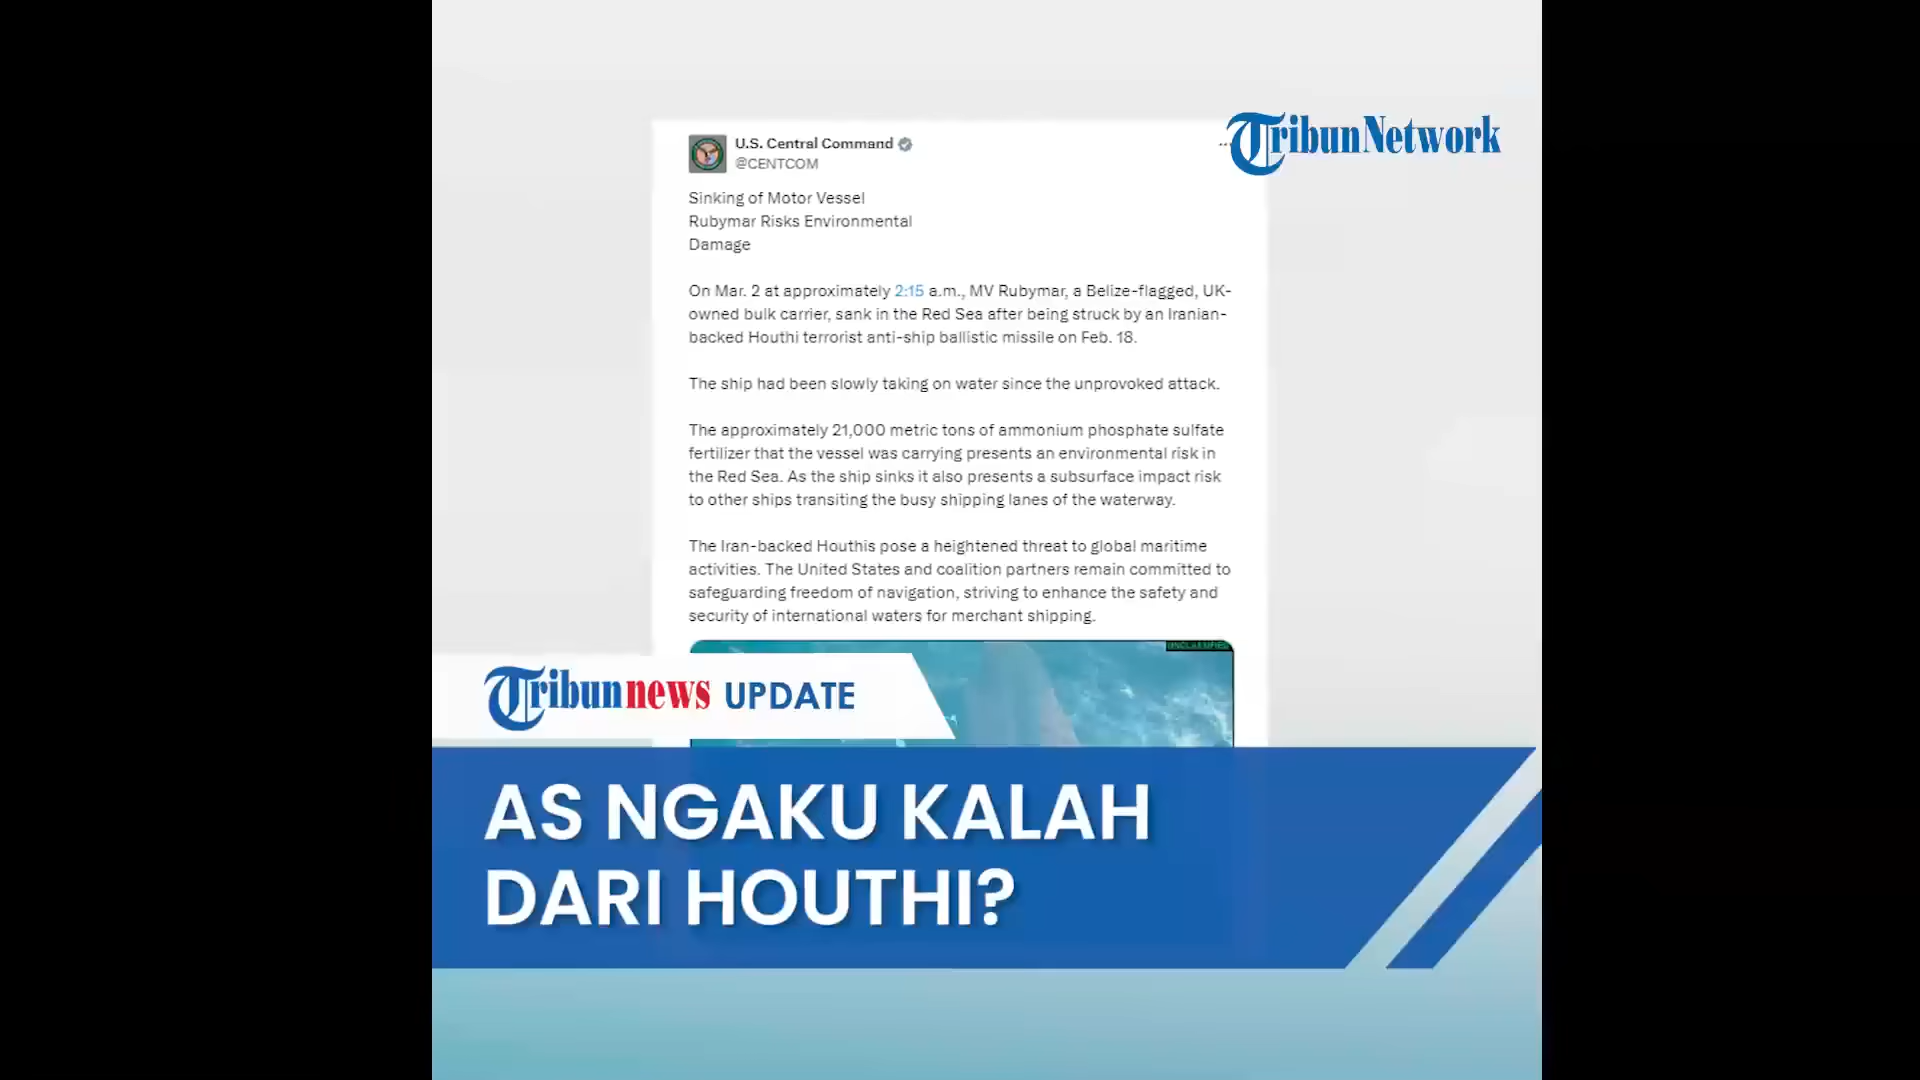 TribunNetwork
U.S. Central Command
@CENTCOM
Sinking of Motor Vessel
Rubymar Risks Environmental
Damage
On Mar. 2 at approximately 2:15 a.m., MV Rubymar, a Belize-flagged, UK-
owned bulk carrier, sank in the Red Sea after being struck by an Iranian-
backed Houthi terrorist anti-ship ballistic missile on Feb. 18.
The ship had been slowly taking on water since the unprovoked attack.
The approximately 21,000 metric tons of ammonium phosphate sulfate
fertilizer that the vessel was carrying presents an environmental risk in
the Red Sea. As the ship sinks it also presents a subsurface impact risk
to other ships transiting the busy shipping lanes of the waterway.
The Iran-backed Houthis pose a heightened threat to global maritime
activities. The United States and coalition partners remain committed to
safeguarding freedom of navigation, striving to enhance the safety and
security of international waters for merchant shipping.
UNCLASSIFIED
Tribunnews UPDATE
AS NGAKU KALAH
DARI HOUTHI?